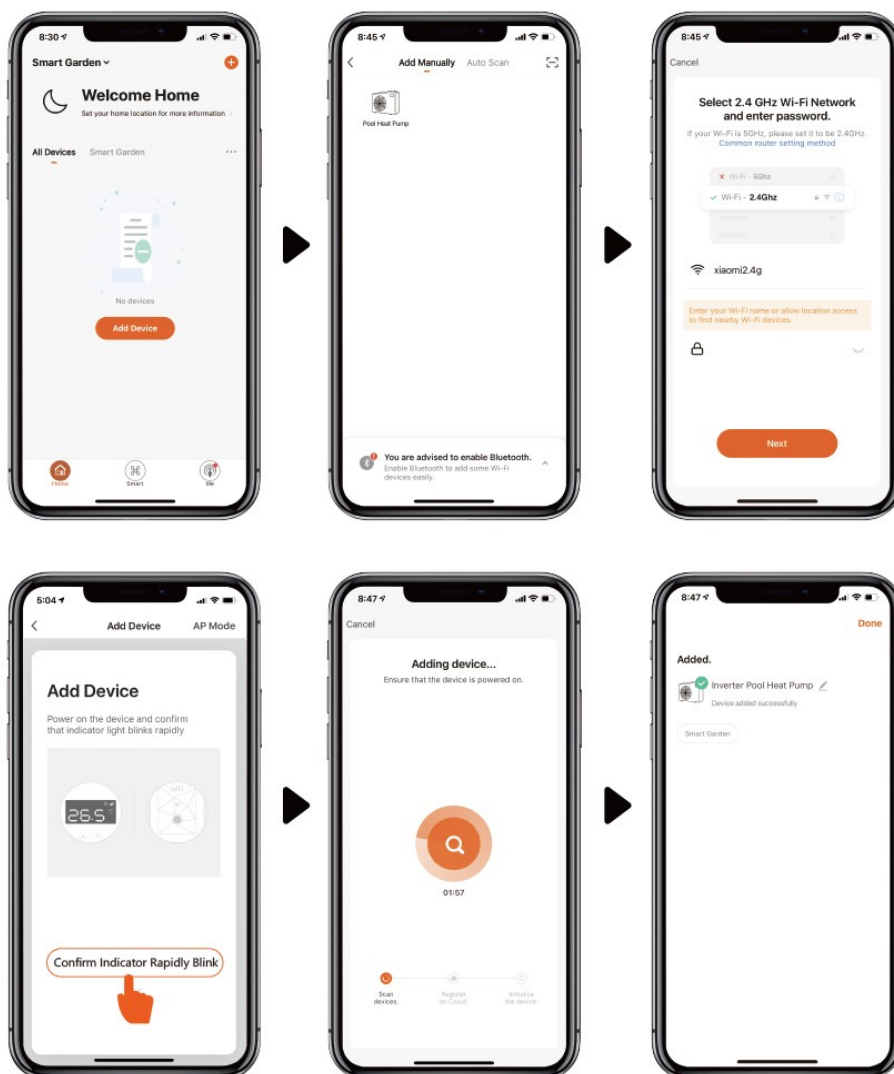 8:30
Smart Garden
Welcome Home
Set your home location for more information
All Devices Smart Garden ...
No devices
Add Device
Home Smart me
8:45
Add Manually Auto Scan
Pool Heat Pump
You are advised to enable Bluetooth.
Enable Bluetooth to add some Wi-Fi
devices easily.
8:45
Cancel
Select 2.4 GHz Wi-Fi Network
and enter password.
If your Wi-Fi is 5GHz, please set it to be 2.4GHz.
Common router setting method
Wi-Fi - 5Ghz
Wi-Fi - 2.4Ghz
xiaomi2.4g
Enter your Wi-Fi name or allow location access
to find nearby Wi-Fi devices.
Next
5:04
Add Device AP Mode
Add Device
Power on the device and confirm
that indicator light blinks rapidly
WiFi
26.5
Confirm Indicator Rapidly Blink
8:47
Cancel
Adding device...
Ensure that the device is powered on.
01:57
Scan Register Initialize
devices. on Cloud. the device.
8:47
Done
Added.
Inverter Pool Heat Pump
Device added successfully
Smart Garden